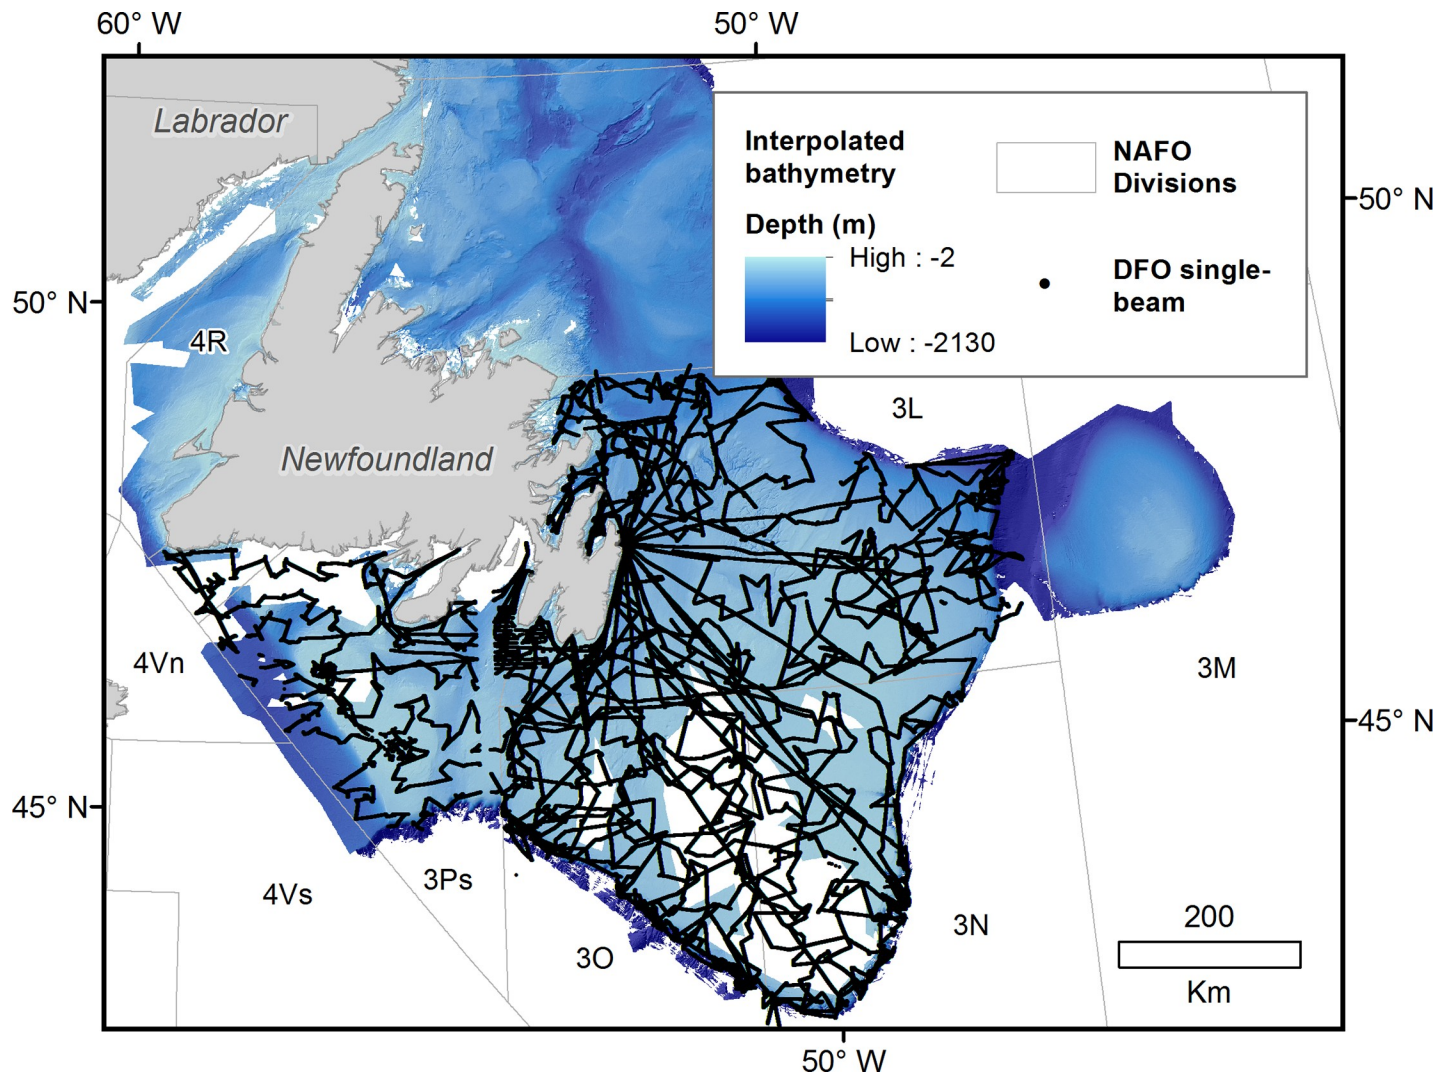 60° W
50° W
Labrador
Interpolated
bathymetry
NAFO
Divisions
50° N
Depth (m)
High : -2
DFO single-
beam
50° N
4R
Low : -2130
3L
Newfoundland
4Vn
3M
45° N
45° N
3Ps
4Vs
3N
200
3O
Km
50° W